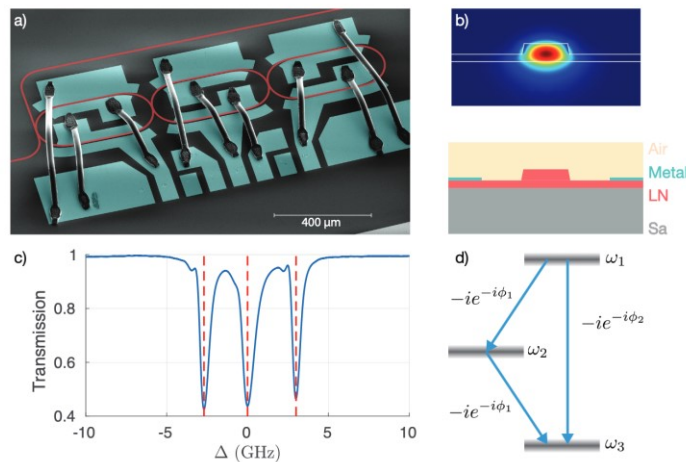 a)
400 μm
b)
Air
Metal
LN
Sa
c)
Transmission
1
0.8
0.6
0.4
-10
-5
0
5
10
Δ (GHz)
d)
ω₁
-ie^{-iϕ₁}
-ie^{-iϕ₂}
ω₂
-ie^{-iϕ₁}
ω₃